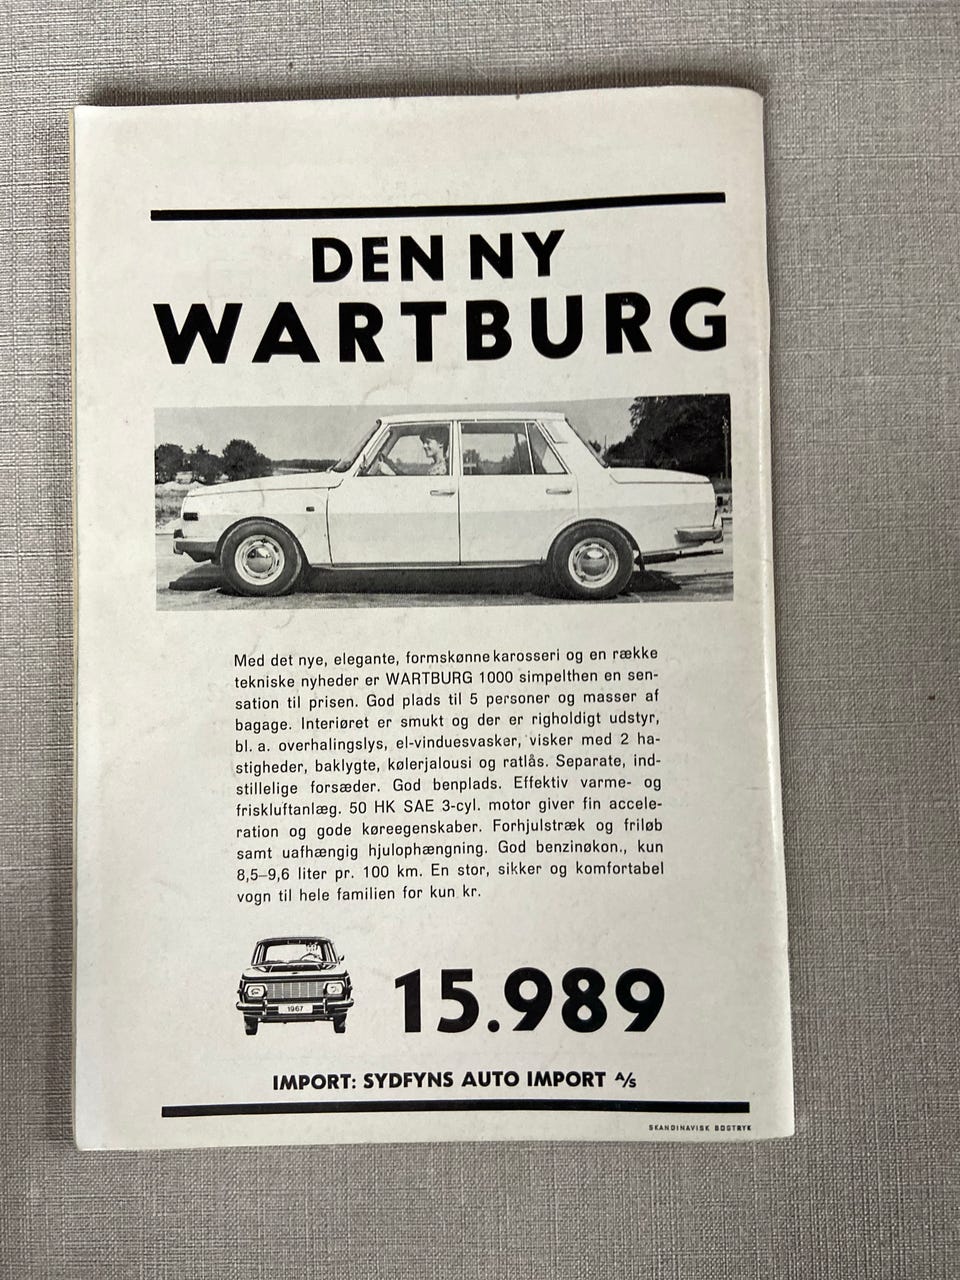 DEN NY
WARTBURG
Med det nye, elegante, formskønne karosseri og en række
tekniske nyheder er WARTBURG 1000 simpelthen en sen-
sation til prisen. God plads til 5 personer og masser af
bagage. Interiøret er smukt og der er righoldigt udstyr,
bl. a. overhalingslys, el-vinduesvasker, visker med 2 ha-
stigheder, baklygte, kølerjalousi og ratlås. Separate, ind-
stillelige forsæder. God benplads. Effektiv varme- og
friskluftanlæg. 50 HK SAE 3-cyl. motor giver fin accele-
ration og gode køreegenskaber. Forhjulstræk og friløb
samt uafhængig hjulophængning. God benzinøkon., kun
8,5–9,6 liter pr. 100 km. En stor, sikker og komfortabel
vogn til hele familien for kun kr.
1967
15.989
IMPORT: SYDFYNS AUTO IMPORT A/S
SKANDINAVISK BOGTRYK